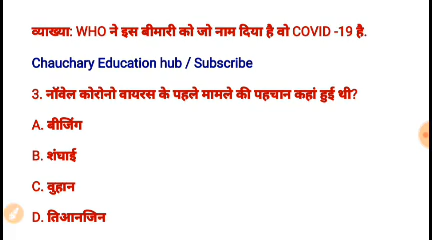 व्याख्या: WHO ने इस बीमारी को जो नाम दिया है वो COVID -19 है.
Chauchary Education hub / Subscribe
3. नॉवेल कोरोनो वायरस के पहले मामले की पहचान कहां हुई थी?
A. बीजिंग
B. शंघाई
C. वुहान
D. तिआनजिन